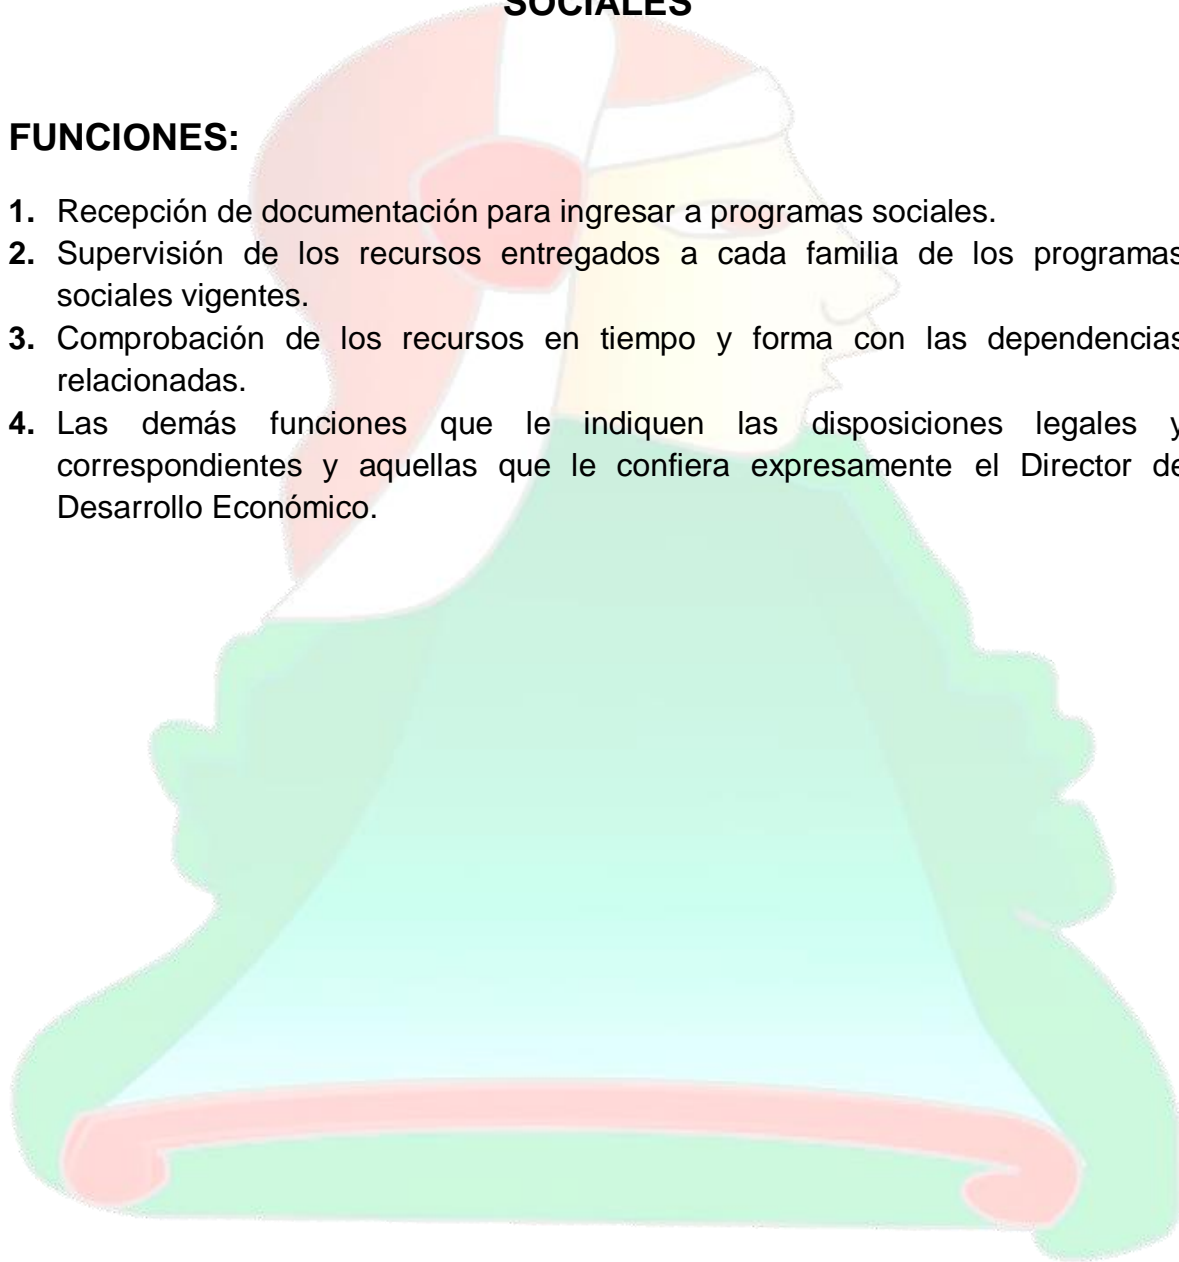 SOCIALES
FUNCIONES:
1. Recepción de documentación para ingresar a programas sociales.
2. Supervisión de los recursos entregados a cada familia de los programas
sociales vigentes.
3. Comprobación de los recursos en tiempo y forma con las dependencias
relacionadas.
4. Las demás funciones que le indiquen las disposiciones legales y
correspondientes y aquellas que le confiera expresamente el Director de
Desarrollo Económico.